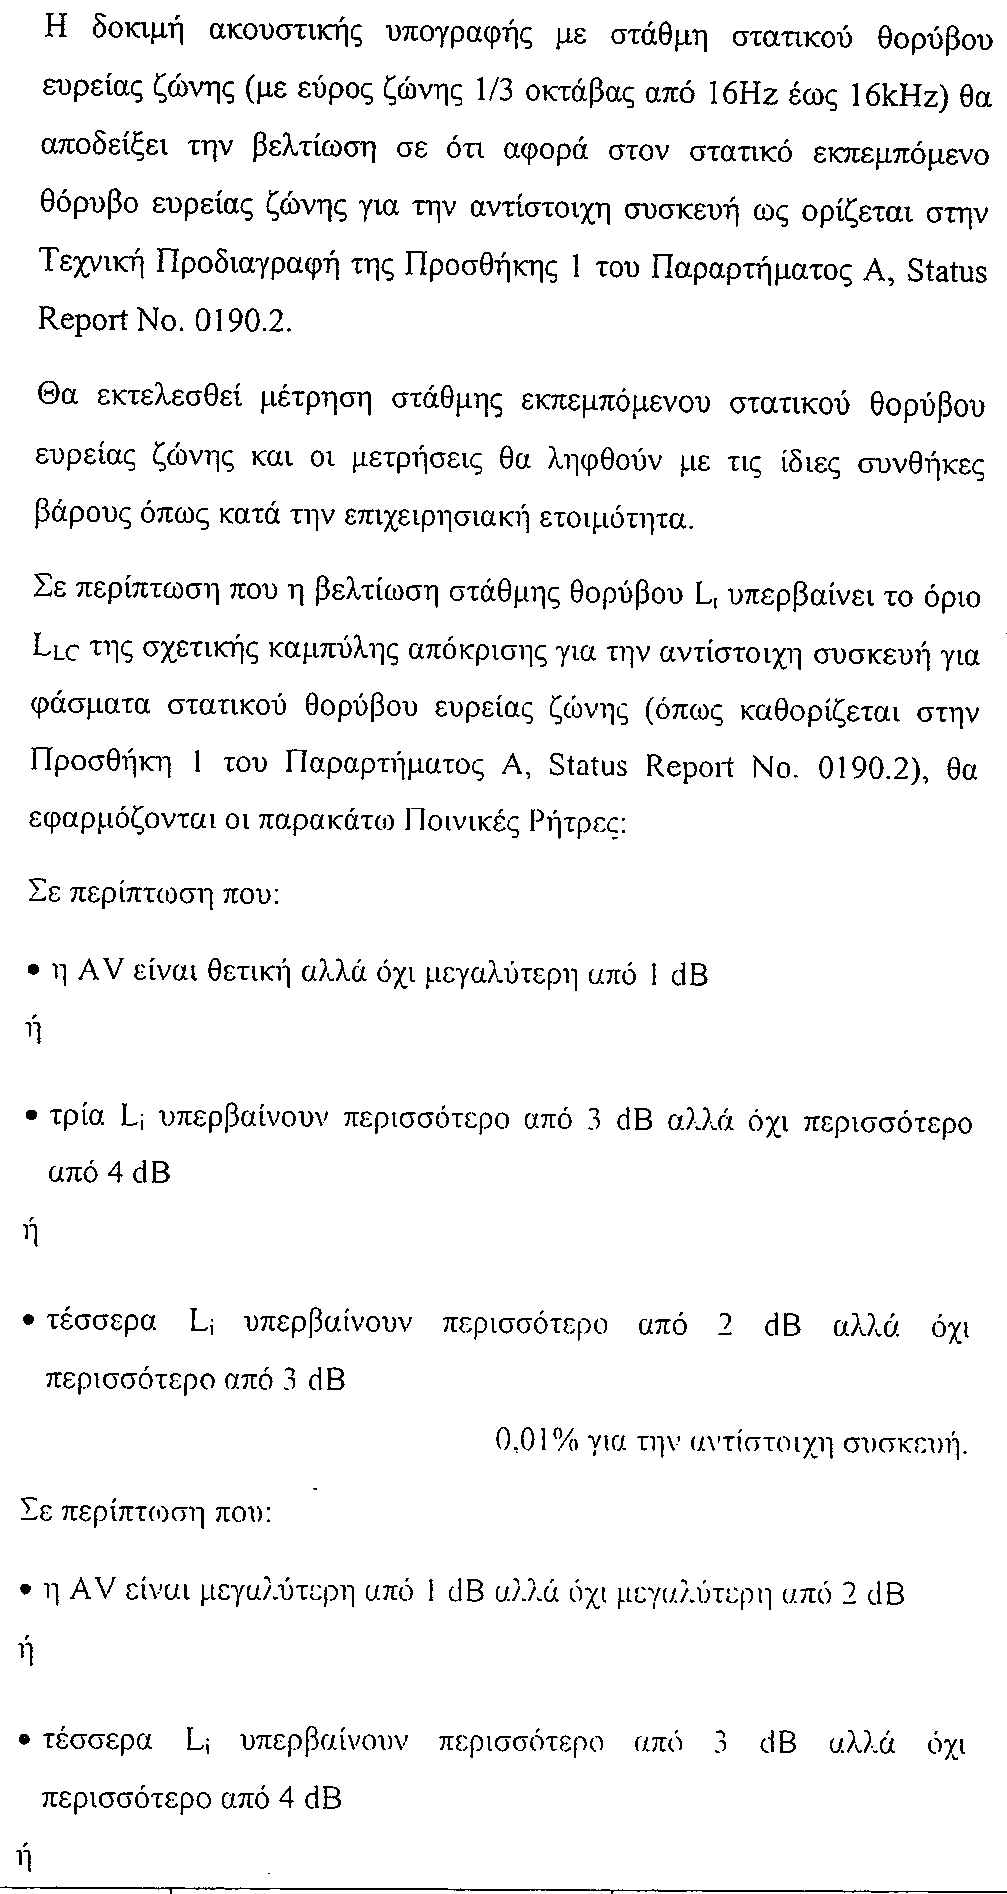 Η δοκιμή ακουστικής υπογραφής με στάθμη στατικού θορύβου
ευρείας ζώνης (με εύρος ζώνης 1/3 οκτάβας από 16Hz έως 16kHz) θα
αποδείξει την βελτίωση σε ότι αφορά στον στατικό εκπεμπόμενο
θόρυβο ευρείας ζώνης για την αντίστοιχη συσκευή ως ορίζεται στην
Τεχνική Προδιαγραφή της Προσθήκης 1 του Παραρτήματος Α, Status
Report No. 0190.2.
Θα εκτελεσθεί μέτρηση στάθμης εκπεμπόμενου στατικού θορύβου
ευρείας ζώνης και οι μετρήσεις θα ληφθούν με τις ίδιες συνθήκες
βάρους όπως κατά την επιχειρησιακή ετοιμότητα.
Σε περίπτωση που η βελτίωση στάθμης θορύβου Li υπερβαίνει το όριο
LLC της σχετικής καμπύλης απόκρισης για την αντίστοιχη συσκευή για
φάσματα στατικού θορύβου ευρείας ζώνης (όπως καθορίζεται στην
Προσθήκη 1 του Παραρτήματος Α, Status Report No. 0190.2), θα
εφαρμόζονται οι παρακάτω Ποινικές Ρήτρες:
Σε περίπτωση που:
• η AV είναι θετική αλλά όχι μεγαλύτερη από 1 dB
ή
• τρία Li υπερβαίνουν περισσότερο από 3 dB αλλά όχι περισσότερο
από 4 dB
ή
• τέσσερα Li υπερβαίνουν περισσότερο από 2 dB αλλά όχι
περισσότερο από 3 dB
0,01% για την αντίστοιχη συσκευή.
Σε περίπτωση που:
• η AV είναι μεγαλύτερη από 1 dB αλλά όχι μεγαλύτερη από 2 dB
ή
• τέσσερα Li υπερβαίνουν περισσότερο από 3 dB αλλά όχι
περισσότερο από 4 dB
ή